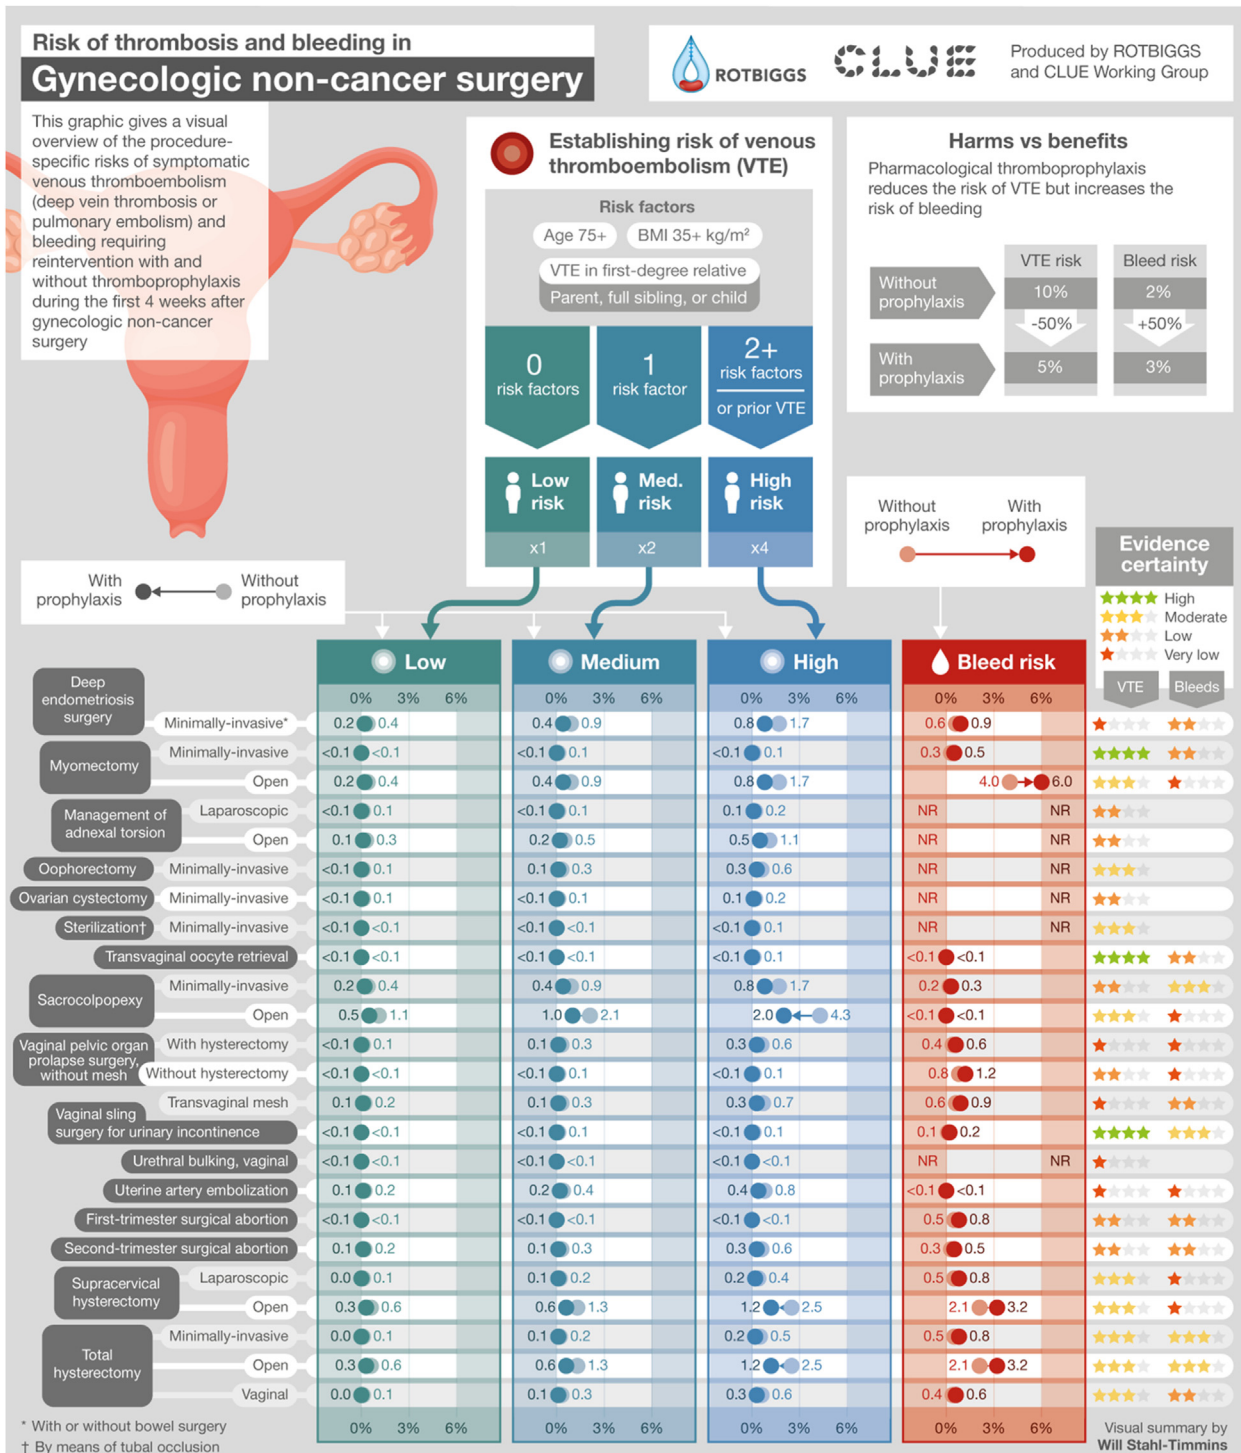 Risk of thrombosis and bleeding in
Gynecologic non-cancer surgery
This graphic gives a visual
overview of the procedure-
specific risks of symptomatic
venous thromboembolism
(deep vein thrombosis or
pulmonary embolism) and
bleeding requiring
reintervention with and
without thromboprophylaxis
during the first 4 weeks after
gynecologic non-cancer
surgery
ROTBIGGS
CLUE
Produced by ROTBIGGS
and CLUE Working Group
Establishing risk of venous
thromboembolism (VTE)
Risk factors
Age 75+ BMI 35+ kg/m²
VTE in first-degree relative
Parent, full sibling, or child
0
risk factors
1
risk factor
2+
risk factors
or prior VTE
Low
risk
x1
Med.
risk
x2
High
risk
x4
Harms vs benefits
Pharmacological thromboprophylaxis
reduces the risk of VTE but increases the
risk of bleeding
VTE risk Bleed risk
Without
prophylaxis
10% 2%
-50% +50%
With
prophylaxis
5% 3%
With
prophylaxis
Without
prophylaxis
Without
prophylaxis
With
prophylaxis
Evidence
certainty
High
Moderate
Low
Very low
VTE Bleeds
Low Medium High Bleed risk
0% 3% 6% 0% 3% 6% 0% 3% 6% 0% 3% 6%
Deep
endometriosis
surgery
Minimally-invasive* 0.2 0.4 0.4 0.9 0.8 1.7 0.6 0.9
Myomectomy
Minimally-invasive <0.1 <0.1 <0.1 0.1 <0.1 0.1 0.3 0.5
Open 0.2 0.4 0.4 0.9 0.8 1.7 4.0 6.0
Management of
adnexal torsion
Laparoscopic <0.1 0.1 <0.1 0.1 0.1 0.2 NR NR
Open 0.1 0.3 0.2 0.5 0.5 1.1 NR NR
Oophorectomy Minimally-invasive <0.1 0.1 0.1 0.3 0.3 0.6 NR NR
Ovarian cystectomy Minimally-invasive <0.1 0.1 <0.1 0.1 0.1 0.2 NR NR
Sterilization† Minimally-invasive <0.1 <0.1 <0.1 <0.1 <0.1 0.1 NR NR
Transvaginal oocyte retrieval <0.1 <0.1 <0.1 <0.1 <0.1 0.1 <0.1 <0.1
Sacrocolpopexy
Minimally-invasive 0.2 0.4 0.4 0.9 0.8 1.7 0.2 0.3
Open 0.5 1.1 1.0 2.1 2.0 4.3 <0.1 <0.1
Vaginal pelvic organ
prolapse surgery,
without mesh
With hysterectomy <0.1 0.1 0.1 0.3 0.3 0.6 0.4 0.6
Without hysterectomy <0.1 <0.1 <0.1 0.1 <0.1 0.1 0.8 1.2
Transvaginal mesh 0.1 0.2 0.1 0.3 0.3 0.7 0.6 0.9
Vaginal sling
surgery for urinary incontinence <0.1 <0.1 <0.1 0.1 <0.1 0.1 0.1 0.2
Urethral bulking, vaginal <0.1 <0.1 <0.1 <0.1 <0.1 <0.1 NR NR
Uterine artery embolization 0.1 0.2 0.2 0.4 0.4 0.8 <0.1 <0.1
First-trimester surgical abortion <0.1 <0.1 <0.1 <0.1 <0.1 <0.1 0.5 0.8
Second-trimester surgical abortion 0.1 0.2 0.1 0.3 0.3 0.6 0.3 0.5
Supracervical
hysterectomy
Laparoscopic 0.0 0.1 0.1 0.2 0.2 0.4 0.5 0.8
Open 0.3 0.6 0.6 1.3 1.2 2.5 2.1 3.2
Total
hysterectomy
Minimally-invasive 0.0 0.1 0.1 0.2 0.2 0.5 0.5 0.8
Open 0.3 0.6 0.6 1.3 1.2 2.5 2.1 3.2
Vaginal 0.0 0.1 0.1 0.3 0.3 0.6 0.4 0.6
0% 3% 6% 0% 3% 6% 0% 3% 6% 0% 3% 6%
* With or without bowel surgery
† By means of tubal occlusion
Visual summary by
Will Stahl-Timmins